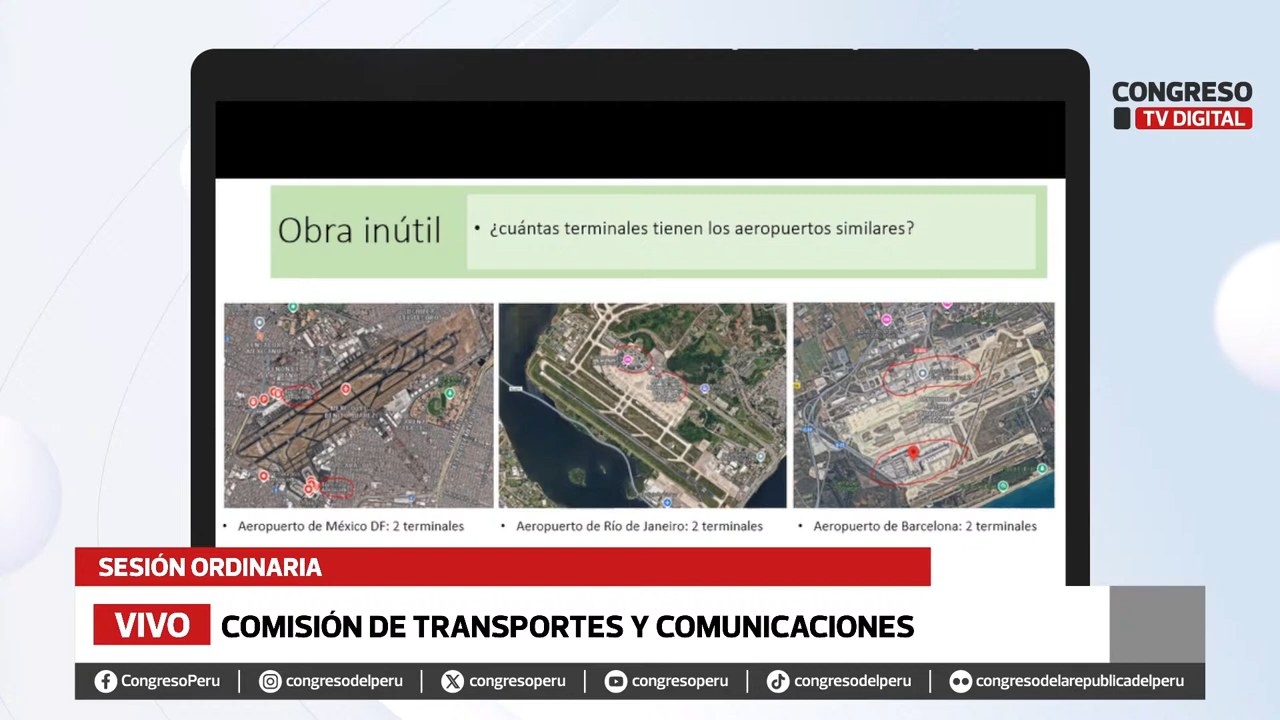 CONGRESO
TV DIGITAL
Obra inútil
• ¿cuántas terminales tienen los aeropuertos similares?
• Aeropuerto de México DF: 2 terminales
• Aeropuerto de Río de Janeiro: 2 terminales
• Aeropuerto de Barcelona: 2 terminales
SESIÓN ORDINARIA
VIVO COMISIÓN DE TRANSPORTES Y COMUNICACIONES
CongresoPeru
congresodelperu
congresoperu
congresoperu
congresodelperu
congresodelarepublicadelperu